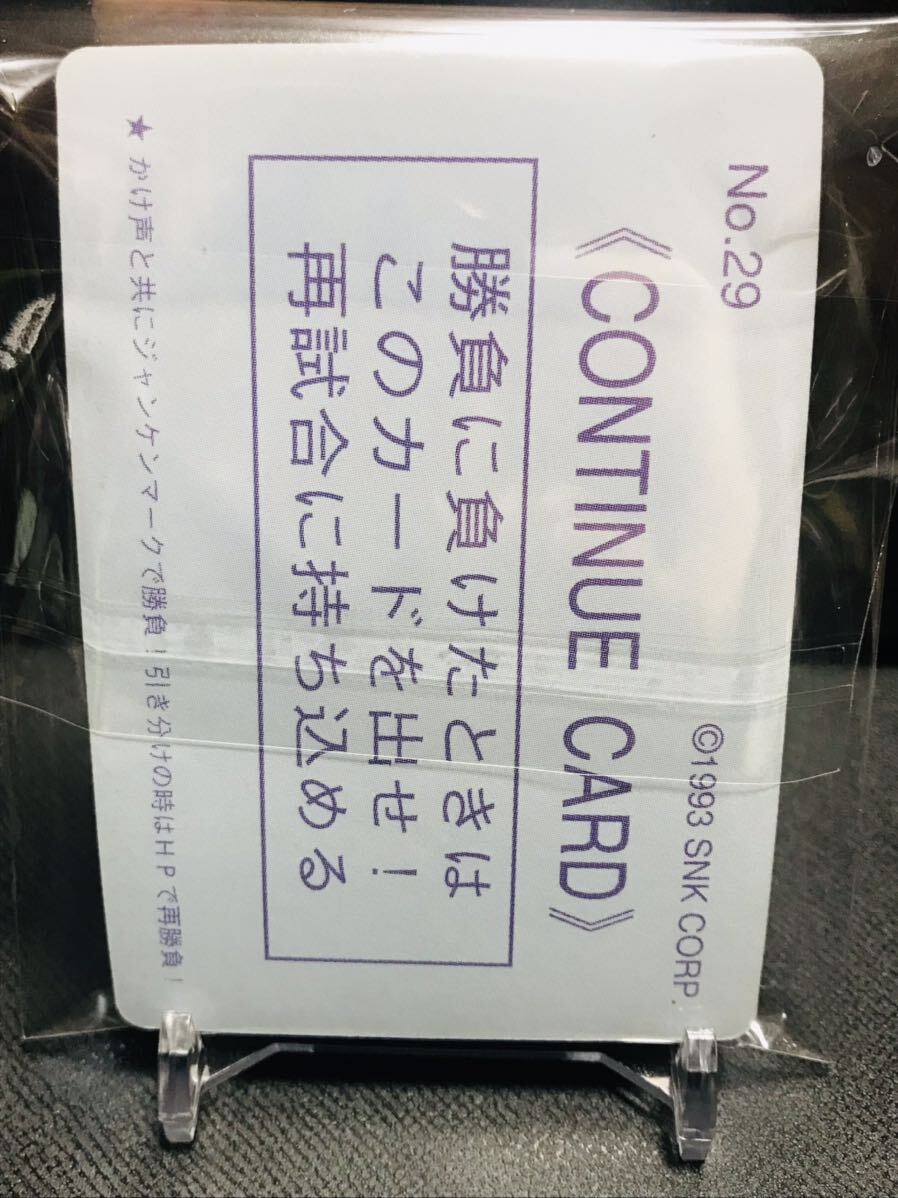 No.29
©1993 SNK CORP.
《CONTINUE CARD》
勝負に負けたときは
このカードを出せ!
再試合に持ち込める
★かけ声と共にジャンケンマークで勝負!引き分けの時はHPで再勝負!